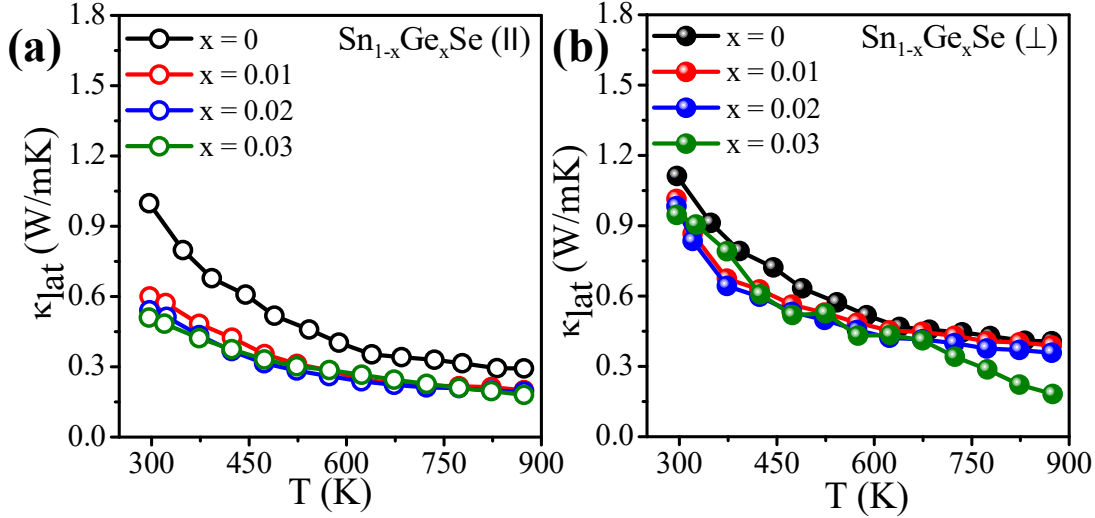 (a)
Sn1-xGexSe (II)
x = 0
x = 0.01
x = 0.02
x = 0.03
κlat (W/mK)
1.8
1.5
1.2
0.9
0.6
0.3
0.0
300 450 600 750 900
T (K)
(b)
Sn1-xGexSe (⊥)
x = 0
x = 0.01
x = 0.02
x = 0.03
κlat (W/mK)
1.8
1.5
1.2
0.9
0.6
0.3
0.0
300 450 600 750 900
T (K)